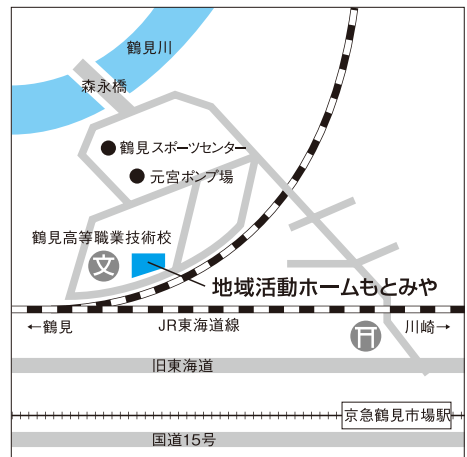 鶴見川
森永橋
鶴見スポーツセンター
元宮ポンプ場
鶴見高等職業技術校
文
地域活動ホームもとみや
←鶴見
JR東海道線
川崎→
旧東海道
京急鶴見市場駅
国道15号